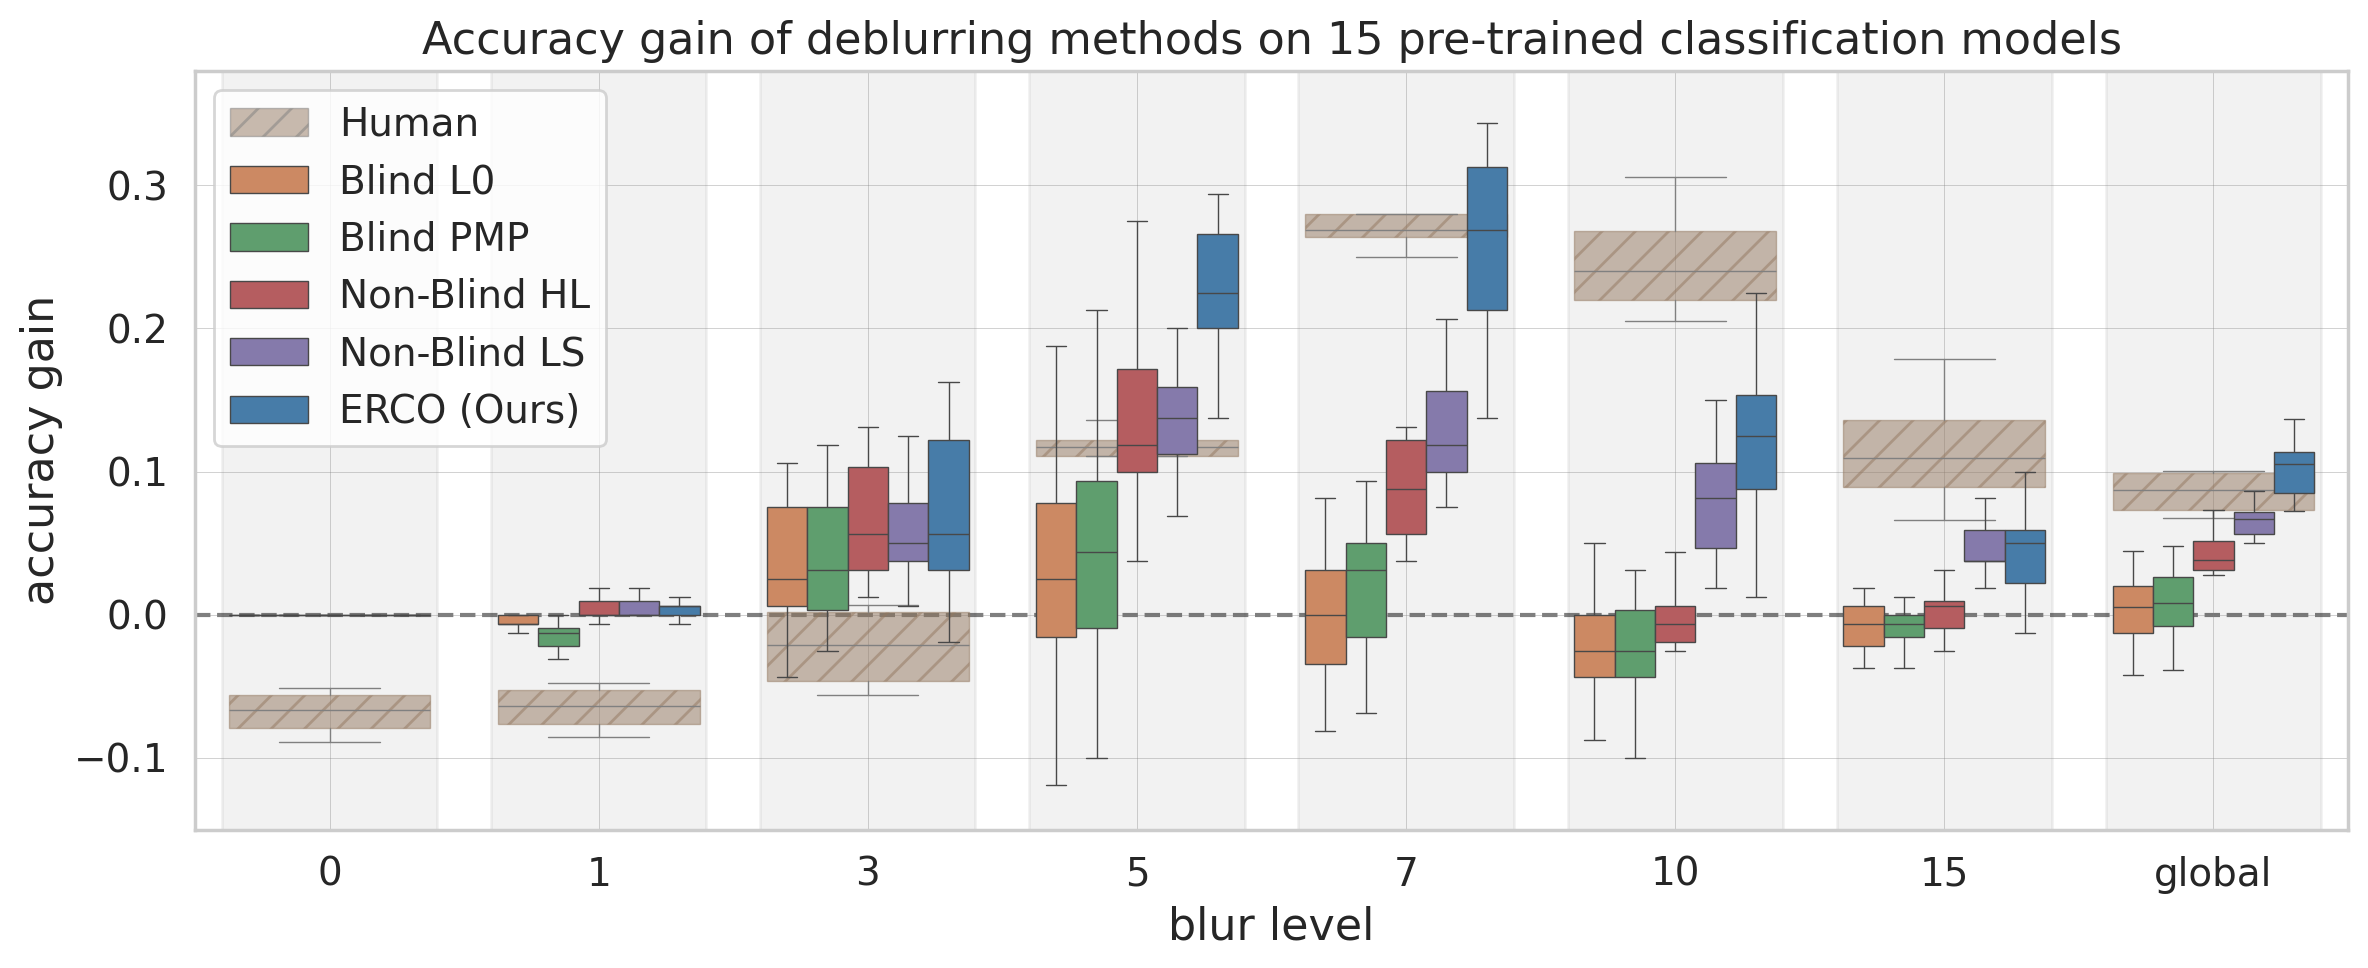 Accuracy gain of deblurring methods on 15 pre-trained classification models
Human
Blind L0
Blind PMP
Non-Blind HL
Non-Blind LS
ERCO (Ours)
accuracy gain
0.3
0.2
0.1
0.0
−0.1
0 1 3 5 7 10 15 global
blur level